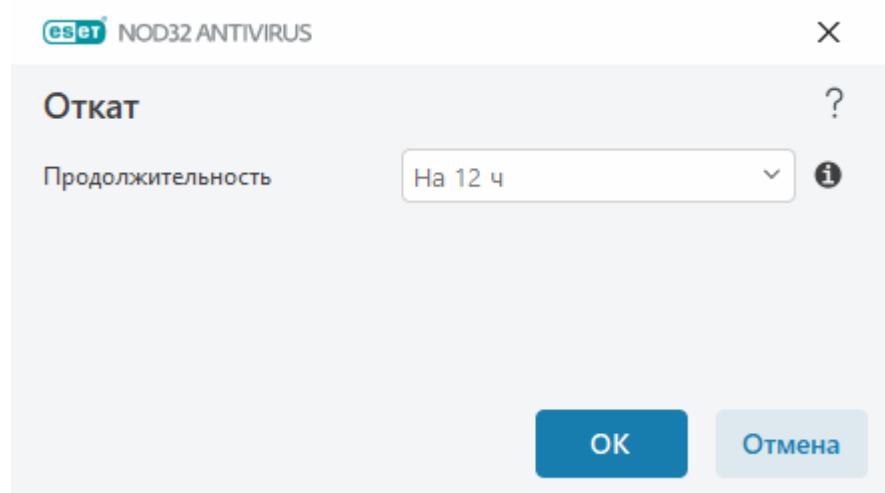 eset NOD32 ANTIVIRUS
Откат
?
Продолжительность На 12 ч
OK Отмена